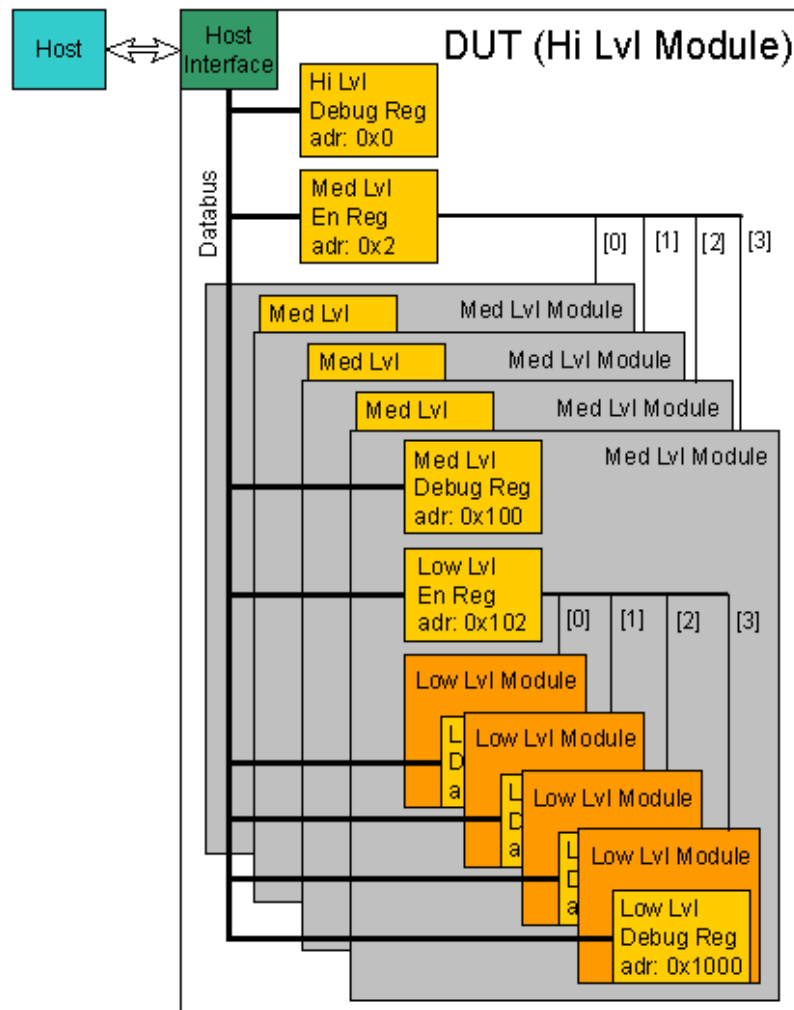 Host
Host
Interface
DUT (Hi Lvl Module)
Hi Lvl
Debug Reg
adr: 0x0
Databus
Med Lvl
En Reg
adr: 0x2
[0]
[1]
[2]
[3]
Med Lvl Module
Med Lvl
Med Lvl Module
Med Lvl
Med Lvl Module
Med Lvl
Med Lvl Module
Med Lvl
Debug Reg
adr: 0x100
Low Lvl
En Reg
adr: 0x102
[0]
[1]
[2]
[3]
Low Lvl Module
L
D
a
Low Lvl Module
L
D
a
Low Lvl Module
L
D
a
Low Lvl Module
Low Lvl
Debug Reg
adr: 0x1000